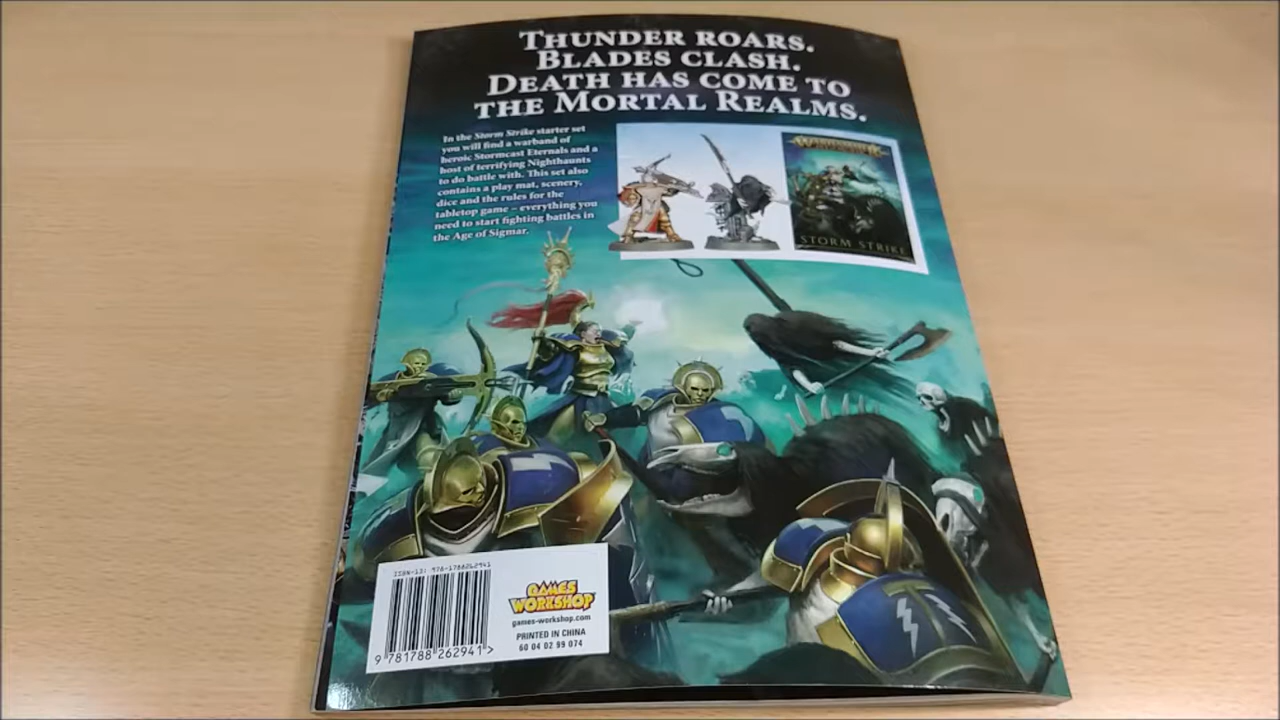 THUNDER ROARS.
BLADES CLASH.
DEATH HAS COME TO
THE MORTAL REALMS.
In the Storm Strike starter set
you will find a warband of
heroic Stormcast Eternals and a
host of terrifying Nighthaunts
to do battle with. This set also
contains a play mat, scenery,
dice and the rules for the
tabletop game – everything you
need to start fighting battles in
the Age of Sigmar.
WARHAMMER
STORM STRIKE
ISBN-13: 978-1788262941
9 781788 262941>
GAMES
WORKSHOP
games-workshop.com
PRINTED IN CHINA
60 04 02 99 074